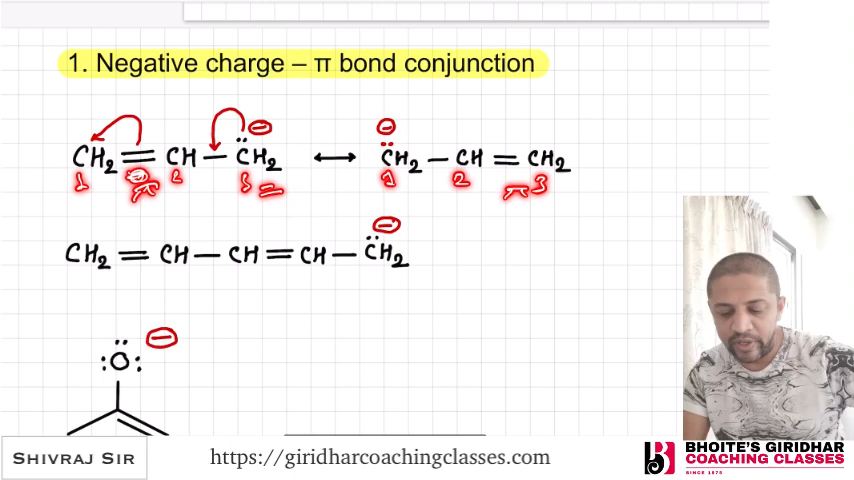 1. Negative charge – π bond conjunction
CH₂ = CH – C̈H₂ ⊖ ⟷ ⊖ C̈H₂ – CH = CH₂
1 π 2 3 1 2 π 3
CH₂ = CH – CH = CH – C̈H₂ ⊖
:Ö: ⊖
SHIVRAJ SIR
https://giridharcoachingclasses.com
BHOITE'S GIRIDHAR
COACHING CLASSES
SINCE 1975